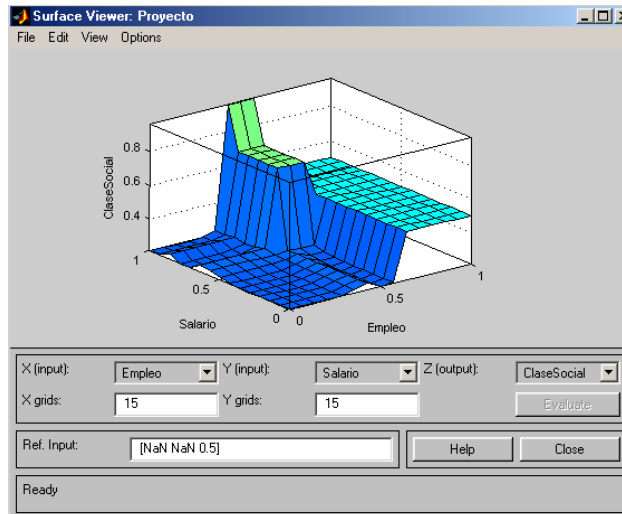 Surface Viewer: Proyecto
File Edit View Options
0.8
0.6
0.4
ClaseSocial
1
0.5
0
Salario
0
0.5
1
Empleo
X (input): Empleo Y (input): Salario Z (output): ClaseSocial
X grids: 15 Y grids: 15 Evaluate
Ref. Input: [NaN NaN 0.5] Help Close
Ready